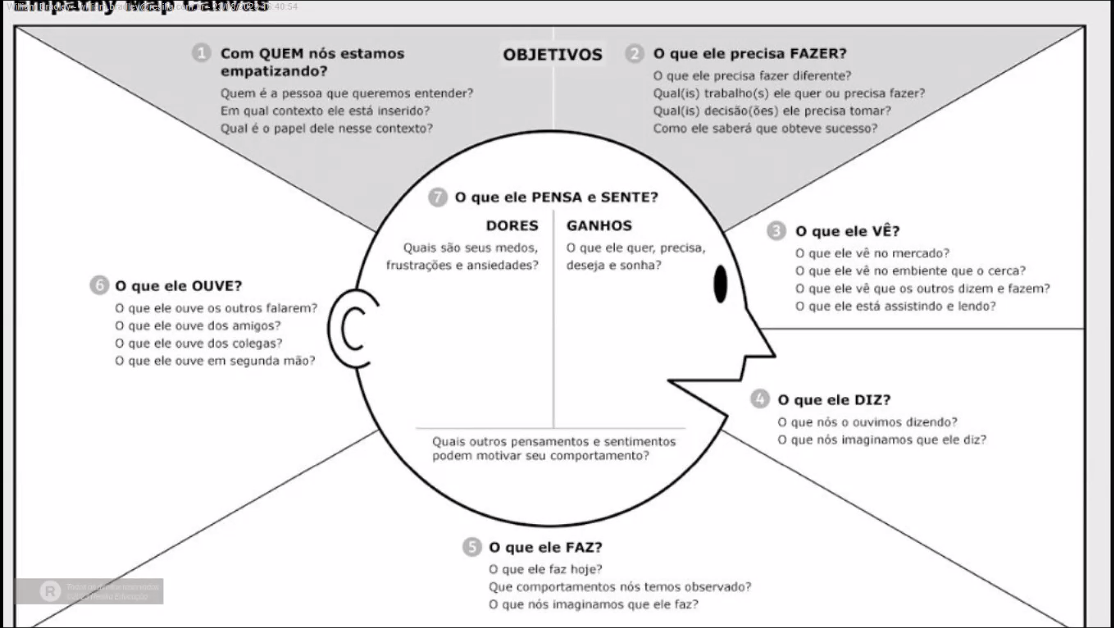 Empathy Map Canvas
OBJETIVOS
1 Com QUEM nós estamos
empatizando?
Quem é a pessoa que queremos entender?
Em qual contexto ele está inserido?
Qual é o papel dele nesse contexto?
2 O que ele precisa FAZER?
O que ele precisa fazer diferente?
Qual(is) trabalho(s) ele quer ou precisa fazer?
Qual(is) decisão(ões) ele precisa tomar?
Como ele saberá que obteve sucesso?
3 O que ele VÊ?
O que ele vê no mercado?
O que ele vê no embiente que o cerca?
O que ele vê que os outros dizem e fazem?
O que ele está assistindo e lendo?
4 O que ele DIZ?
O que nós o ouvimos dizendo?
O que nós imaginamos que ele diz?
5 O que ele FAZ?
O que ele faz hoje?
Que comportamentos nós temos observado?
O que nós imaginamos que ele faz?
6 O que ele OUVE?
O que ele ouve os outros falarem?
O que ele ouve dos amigos?
O que ele ouve dos colegas?
O que ele ouve em segunda mão?
7 O que ele PENSA e SENTE?
DORES
Quais são seus medos,
frustrações e ansiedades?
GANHOS
O que ele quer, precisa,
deseja e sonha?
Quais outros pensamentos e sentimentos
podem motivar seu comportamento?
R